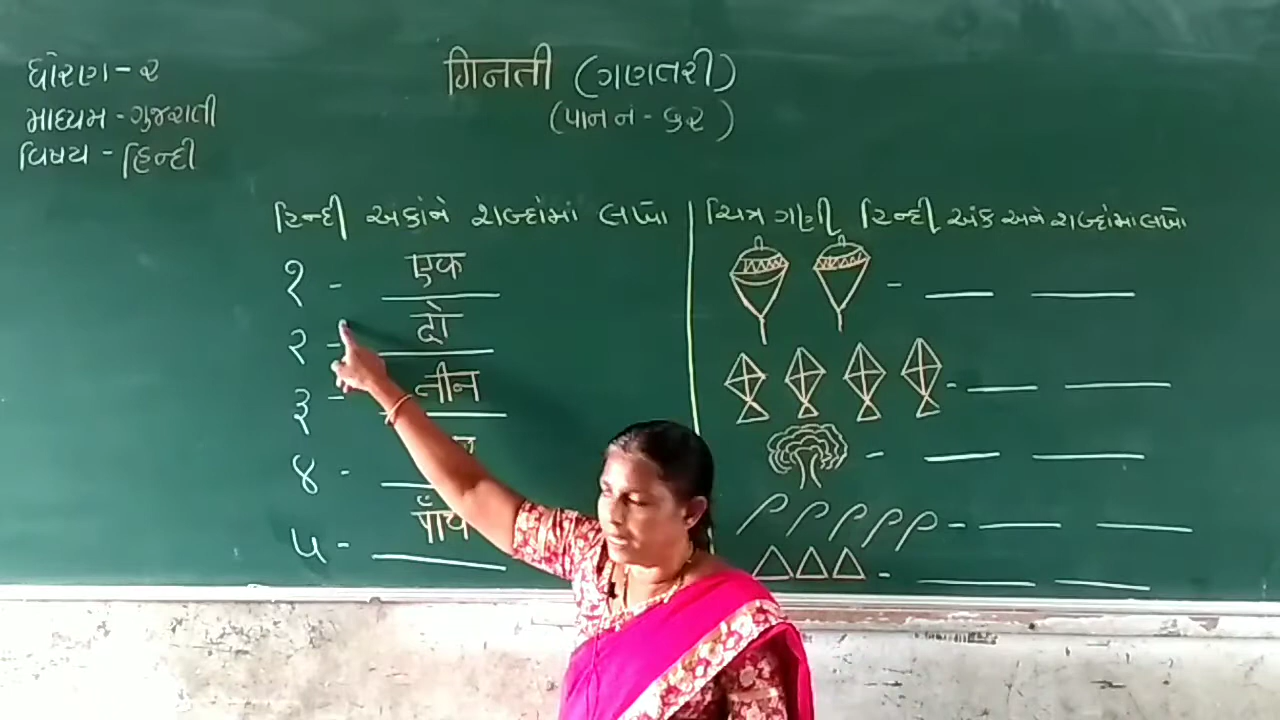 ધોરણ - ૨
માધ્યમ - ગુજરાતી
વિષય - હિન્દી
गिनती (ગણતરી)
(પાન નં - ૬૨)
હિન્દી અંકોને શબ્દોમાં લખો
१ - एक
२ - दो
३ - तीन
४ -
५ - पाँच
ચિત્ર ગણી હિન્દી અંક અને શબ્દોમાં લખો